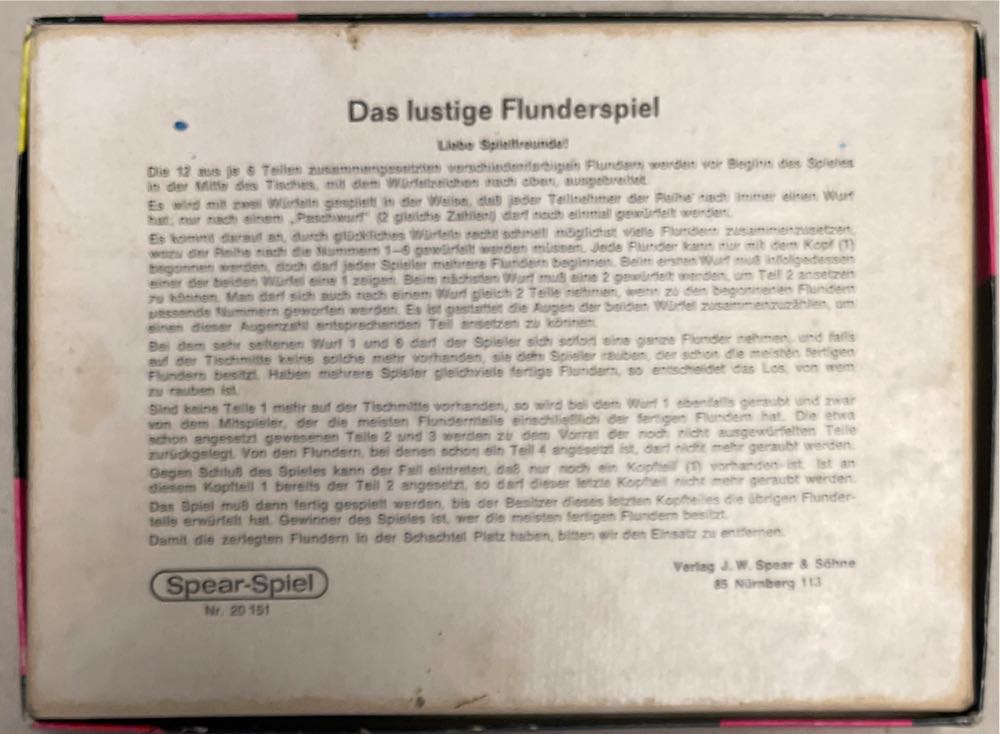 Das lustige Flunderspiel
Liebe Spielfreunde!
Die 12 aus je 6 Teilen zusammengesetzten verschiedenfarbigen Flundern werden vor Beginn des Spieles
in der Mitte des Tisches, mit dem Würfelzeichen nach oben, ausgebreitet.
Es wird mit zwei Würfeln gespielt in der Weise, daß jeder Teilnehmer der Reihe nach immer einen Wurf
hat, nur nach einem „Paschwurf" (2 gleiche Zahlen) darf noch einmal gewürfelt werden.
Es kommt darauf an, durch glückliches Würfeln recht schnell möglichst viele Flundern zusammenzusetzen,
wozu der Reihe nach die Nummern 1–6 gewürfelt werden müssen. Jede Flunder kann nur mit dem Kopf (1)
begonnen werden, doch darf jeder Spieler mehrere Flundern beginnen. Beim ersten Wurf muß infolgedessen
einer der beiden Würfel eine 1 zeigen. Beim nächsten Wurf muß eine 2 gewürfelt werden, um Teil 2 ansetzen
zu können. Man darf sich auch nach einem Wurf gleich 2 Teile nehmen, wenn zu den begonnenen Flundern
passende Nummern geworfen werden. Es ist gestattet die Augen der beiden Würfel zusammenzuzählen, um
einen dieser Augenzahl entsprechenden Teil ansetzen zu können.
Bei dem sehr seltenen Wurf 1 und 6 darf der Spieler sich sofort eine ganze Flunder nehmen, und falls
auf der Tischmitte keine solche mehr vorhanden, sie dem Spieler rauben, der schon die meisten fertigen
Flundern besitzt. Haben mehrere Spieler gleichviele fertige Flundern, so entscheidet das Los, von wem
zu rauben ist.
Sind keine Teile 1 mehr auf der Tischmitte vorhanden, so wird bei dem Wurf 1 ebenfalls geraubt und zwar
von dem Mitspieler, der die meisten Flunderteile einschließlich der fertigen Flundern hat. Die etwa
schon angesetzt gewesenen Teile 2 und 3 werden zu dem Vorrat der noch nicht ausgewürfelten Teile
zurückgelegt. Von den Flundern, bei denen schon ein Teil 4 angesetzt ist, darf nicht mehr geraubt werden.
Gegen Schluß des Spieles kann der Fall eintreten, daß nur noch ein Kopfteil (1) vorhanden ist. Ist an
diesem Kopfteil 1 bereits der Teil 2 angesetzt, so darf dieser letzte Kopfteil nicht mehr geraubt werden.
Das Spiel muß dann fertig gespielt werden, bis der Besitzer dieses letzten Kopfteiles die übrigen Flunder-
teile erwürfelt hat. Gewinner des Spieles ist, wer die meisten fertigen Flundern besitzt.
Damit die zerlegten Flundern in der Schachtel Platz haben, bitten wir den Einsatz zu entfernen.
Verlag J. W. Spear & Söhne
85 Nürnberg 113
Spear-Spiel
Nr. 20 151